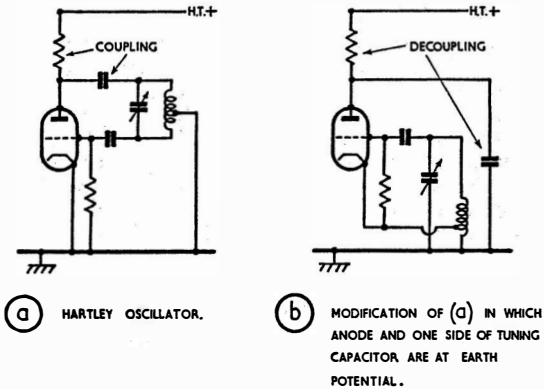 H.T.+
COUPLING
H.T.+
DECOUPLING
a HARTLEY OSCILLATOR.
b MODIFICATION OF (a) IN WHICH
ANODE AND ONE SIDE OF TUNING
CAPACITOR ARE AT EARTH
POTENTIAL.